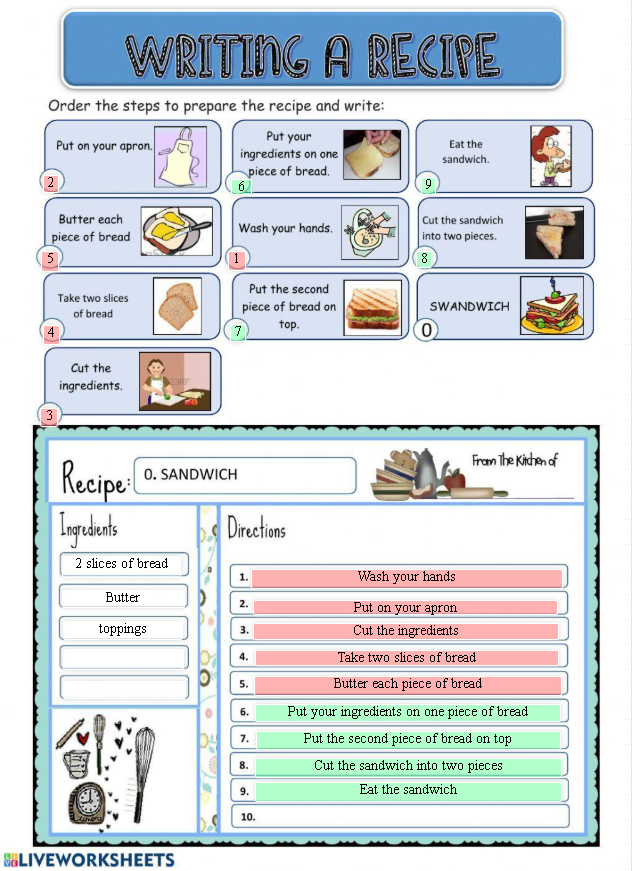 WRITING A RECIPE
Order the steps to prepare the recipe and write:
Put on your apron.
2
Put your
ingredients on one
piece of bread.
6
Eat the
sandwich.
9
Butter each
piece of bread
5
Wash your hands.
1
Cut the sandwich
into two pieces.
8
Take two slices
of bread
4
Put the second
piece of bread on
top.
7
SWANDWICH
0
Cut the
ingredients.
3
Recipe:
0. SANDWICH
From The Kitchen of
Ingredients
2 slices of bread
Butter
toppings
Directions
1. Wash your hands
2. Put on your apron
3. Cut the ingredients
4. Take two slices of bread
5. Butter each piece of bread
6. Put your ingredients on one piece of bread
7. Put the second piece of bread on top
8. Cut the sandwich into two pieces
9. Eat the sandwich
10.
LIVEWORKSHEETS